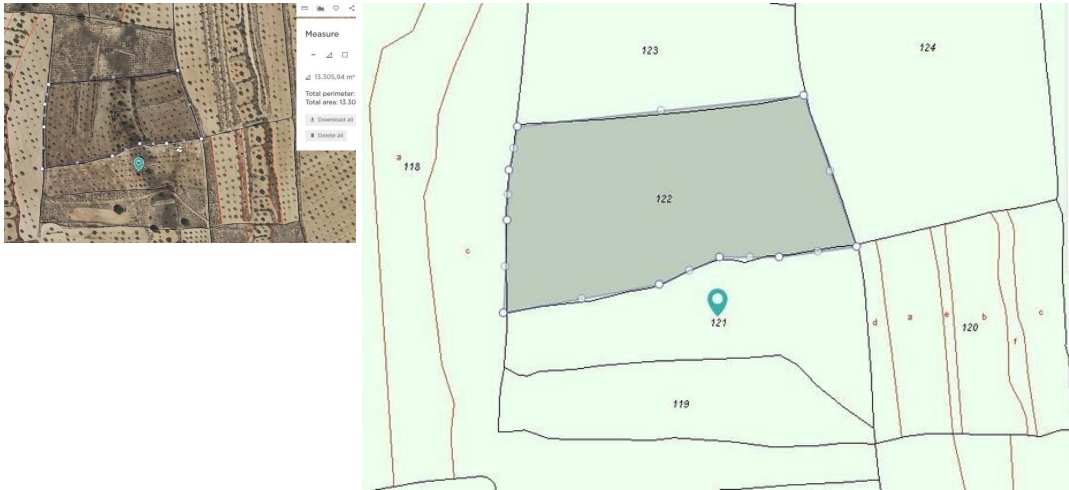 Measure
13.305,94 m²
Total perimeter:
Total area: 13.30
Download all
Delete all
123
124
a
118
122
c
121
d
a
e
b
120
f
c
119